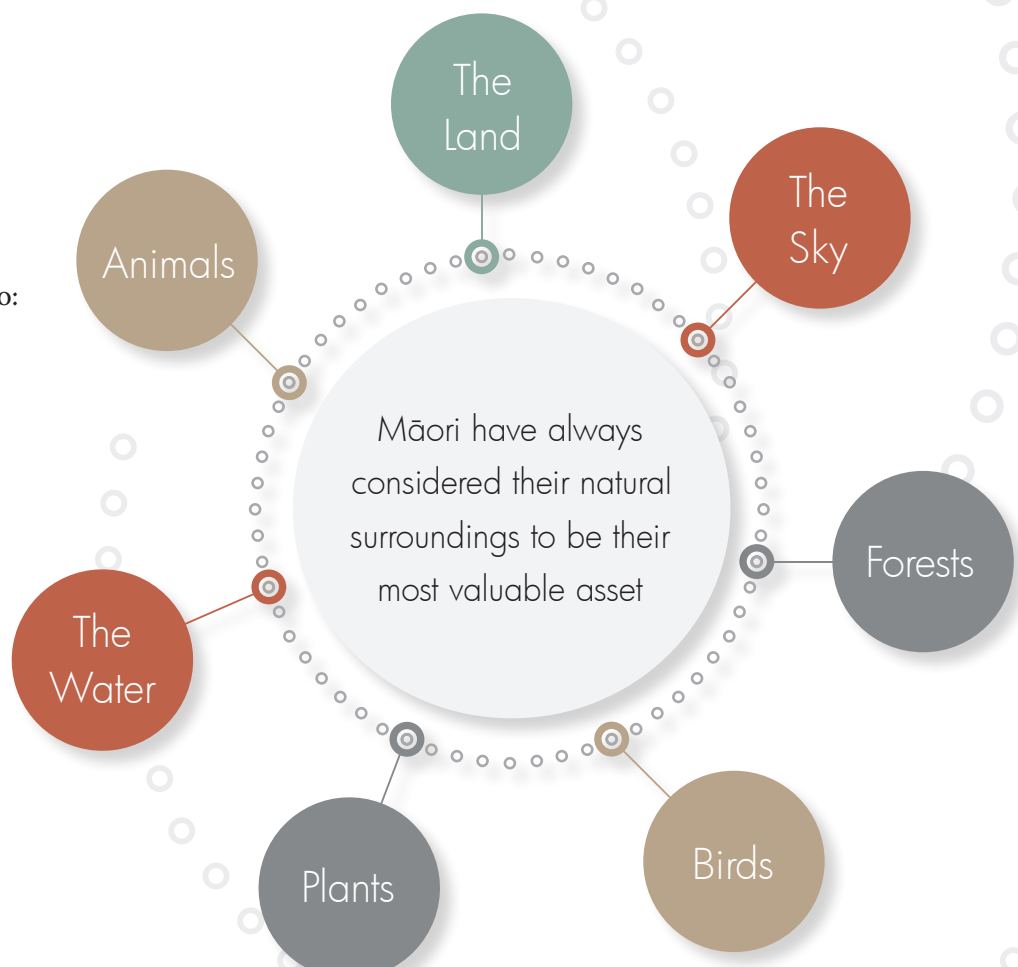 The
Land
The
Sky
Animals
o:
Māori have always
considered their natural
surroundings to be their
most valuable asset
Forests
The
Water
Birds
Plants